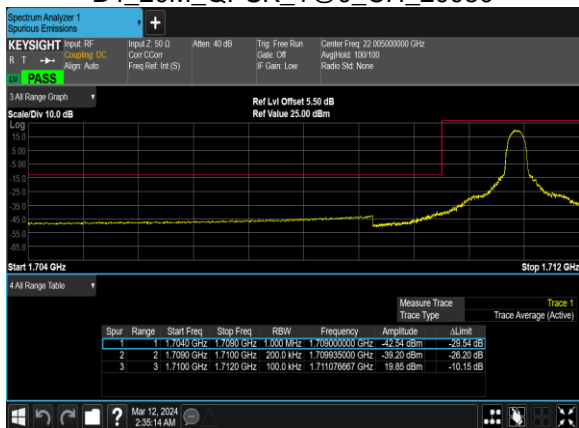 Spectrum Analyzer 1
Spurious Emissions
+
KEYSIGHT Input: RF Input Z: 50 Ω Atten: 40 dB Trig: Free Run Center Freq: 22.005000000 GHz
R T Coupling: DC Corr CCorr Gate: Off Avg|Hold: 100/100
Align: Auto Freq Ref: Int (S) IF Gain: Low Radio Std: None
PASS
3 All Range Graph
Ref Lvl Offset 5.50 dB
Scale/Div 10.0 dB Ref Value 25.00 dBm
Log
15.0
5.00
-5.00
-15.0
-25.0
-35.0
-45.0
-55.0
-65.0
Start 1.704 GHz Stop 1.712 GHz
4 All Range Table
Measure Trace Trace 1
Trace Type Trace Average (Active)
Spur Range Start Freq Stop Freq RBW Frequency Amplitude ΔLimit
1 1 1.7040 GHz 1.7090 GHz 1.000 MHz 1.709000000 GHz -42.54 dBm -29.54 dB
2 2 1.7090 GHz 1.7100 GHz 200.0 kHz 1.709935000 GHz -39.20 dBm -26.20 dB
3 3 1.7100 GHz 1.7120 GHz 100.0 kHz 1.711076667 GHz 19.85 dBm -10.15 dB
? Mar 12, 2024
2:35:14 AM